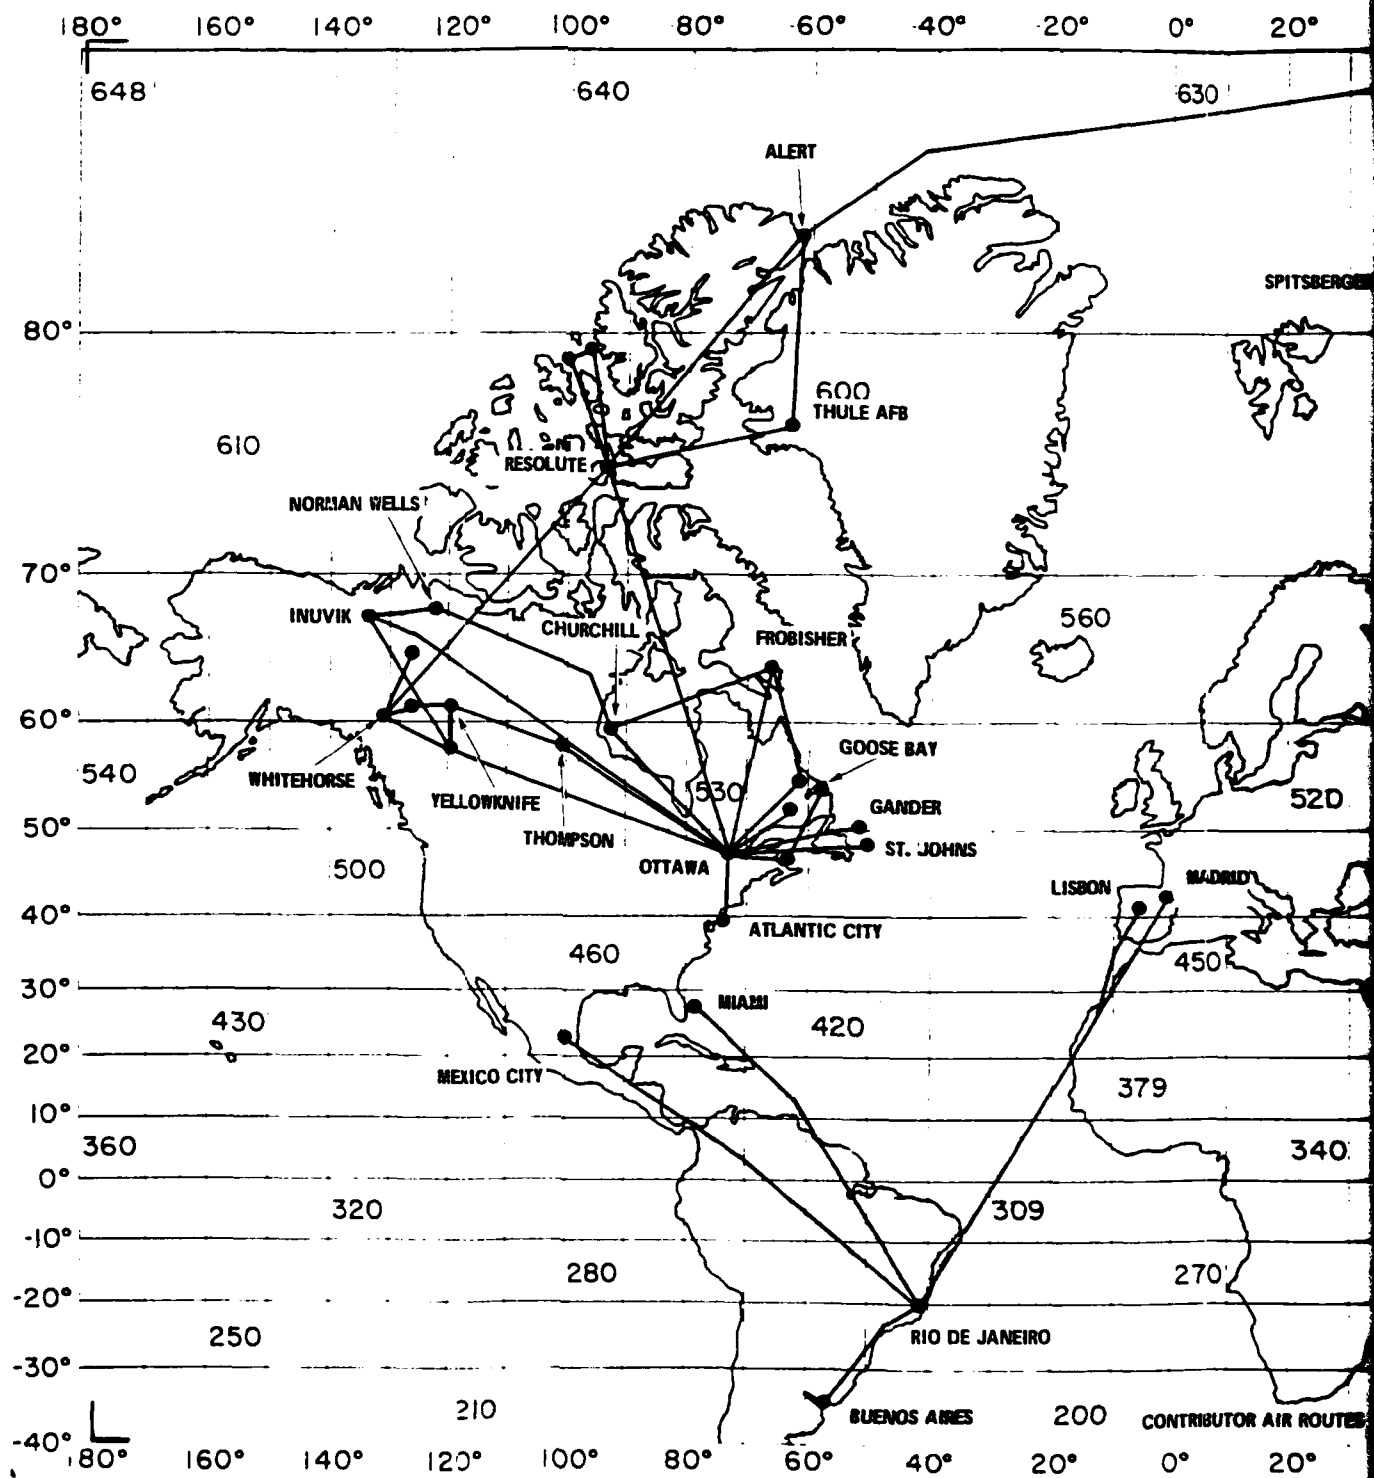 180° 160° 120° 100° -80° -60° -40° 0° 20°
648 640 630
ALERT
SPITSBERGEN
80°
600
THULE AFB
610
RESOLUTE
NORMAN WELLS
70°
INUVIK
CHURCHILL
FROBISHER
560
60°
GOOSE BAY
540
WHITEHORSE
YELLOWKNIFE
530
520
GANDER
50°
THOMPSON
OTTAWA
ST. JOHNS
500
LISBON
MADRID
40°
ATLANTIC CITY
460
450
30°
MIAMI
430
420
20°
MEXICO CITY
379
10°
360
340
0°
320
309
-10°
280
270
-20°
250
RIO DE JANEIRO
-30°
210
BUENOS AIRES
200
CONTRIBUTOR AIR ROUTES
-40°
180° 160° 140° 120° 100° 80° 60° 40° 20° 0° 20°